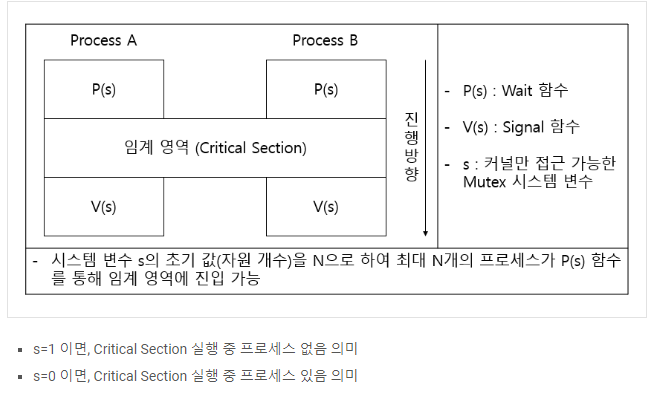 Process A
Process B
P(s)
P(s)
임계 영역 (Critical Section)
V(s)
V(s)
진행방향
- P(s) : Wait 함수
- V(s) : Signal 함수
- s : 커널만 접근 가능한
Mutex 시스템 변수
- 시스템 변수 s의 초기 값(자원 개수)을 N으로 하여 최대 N개의 프로세스가 P(s) 함수
를 통해 임계 영역에 진입 가능
▪ s=1 이면, Critical Section 실행 중 프로세스 없음 의미
▪ s=0 이면, Critical Section 실행 중 프로세스 있음 의미